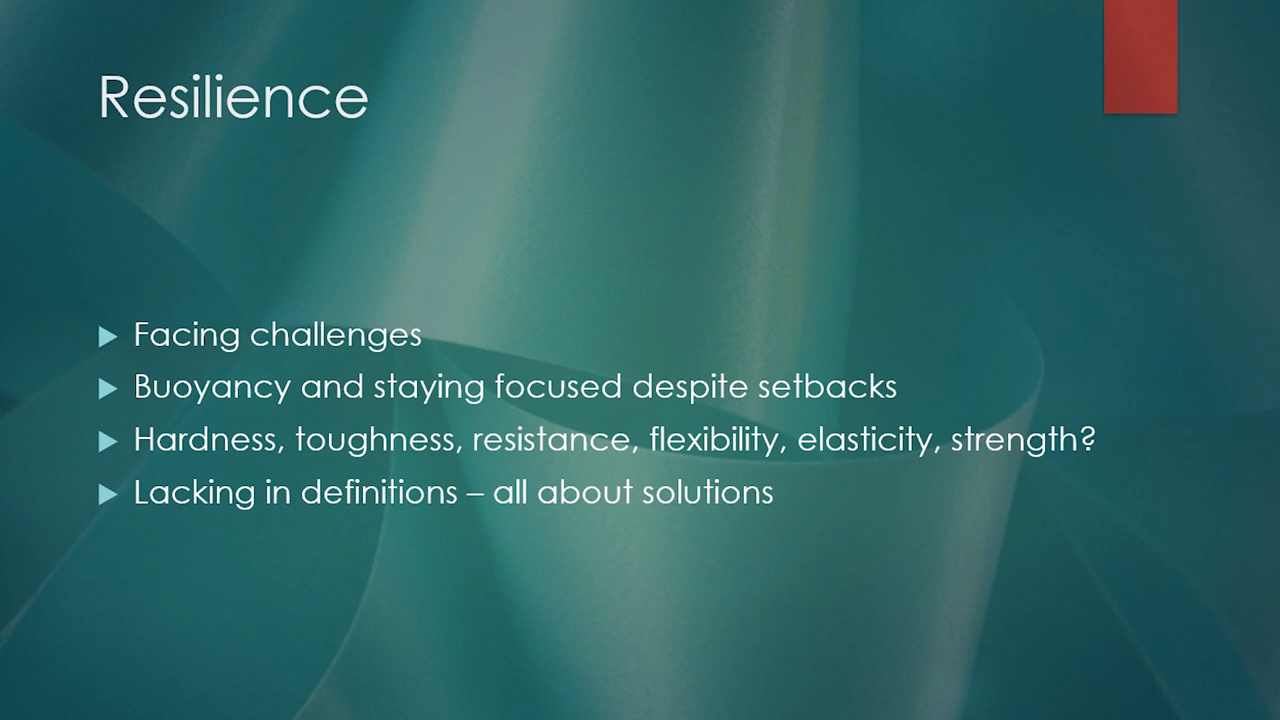 Resilience
Facing challenges
Buoyancy and staying focused despite setbacks
Hardness, toughness, resistance, flexibility, elasticity, strength?
Lacking in definitions – all about solutions